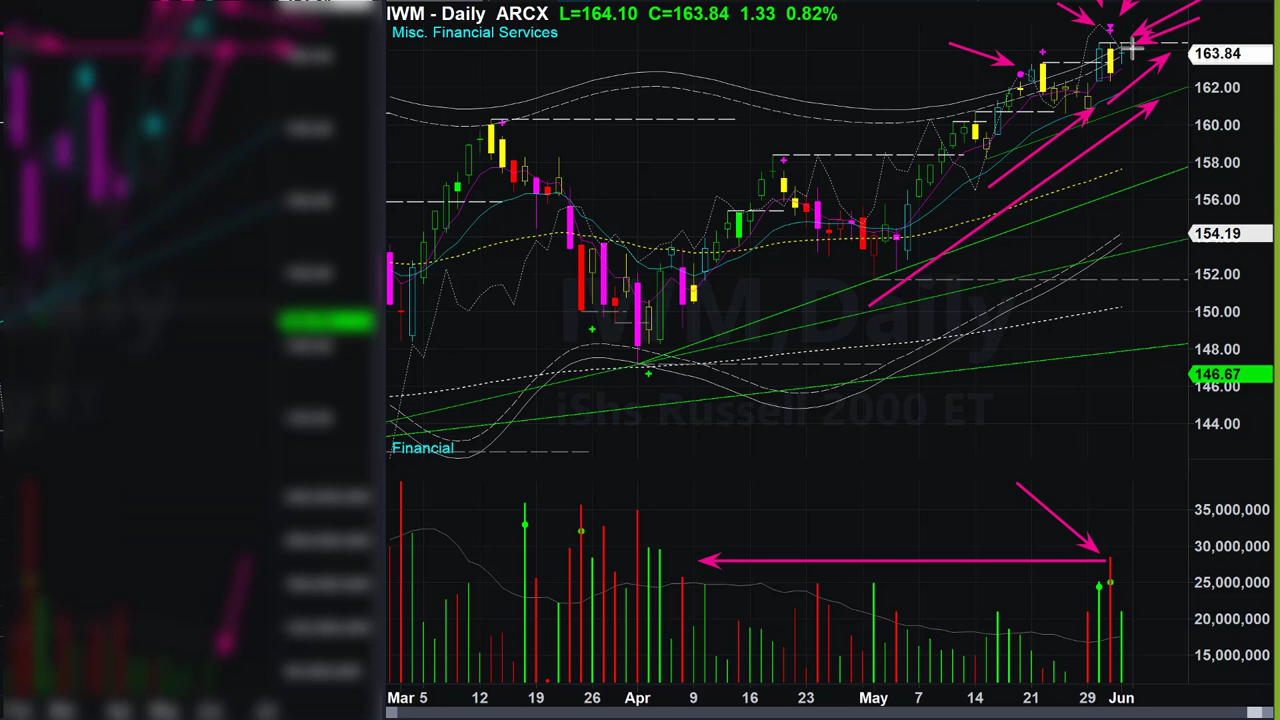 IWM - Daily ARCX L=164.10 C=163.84 1.33 0.82%
Misc. Financial Services
163.84
162.00
160.00
158.00
156.00
154.19
152.00
150.00
148.00
146.67
146.00
144.00
IWM,Daily
iShs Russell 2000 ET
Financial
35,000,000
30,000,000
25,000,000
20,000,000
15,000,000
Mar 5 12 19 26 Apr 9 16 23 May 7 14 21 29 Jun